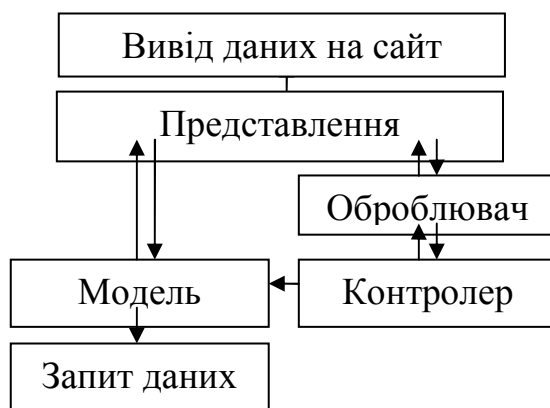 Вивід даних на сайт
Представлення
Оброблювач
Модель
Контролер
Запит даних